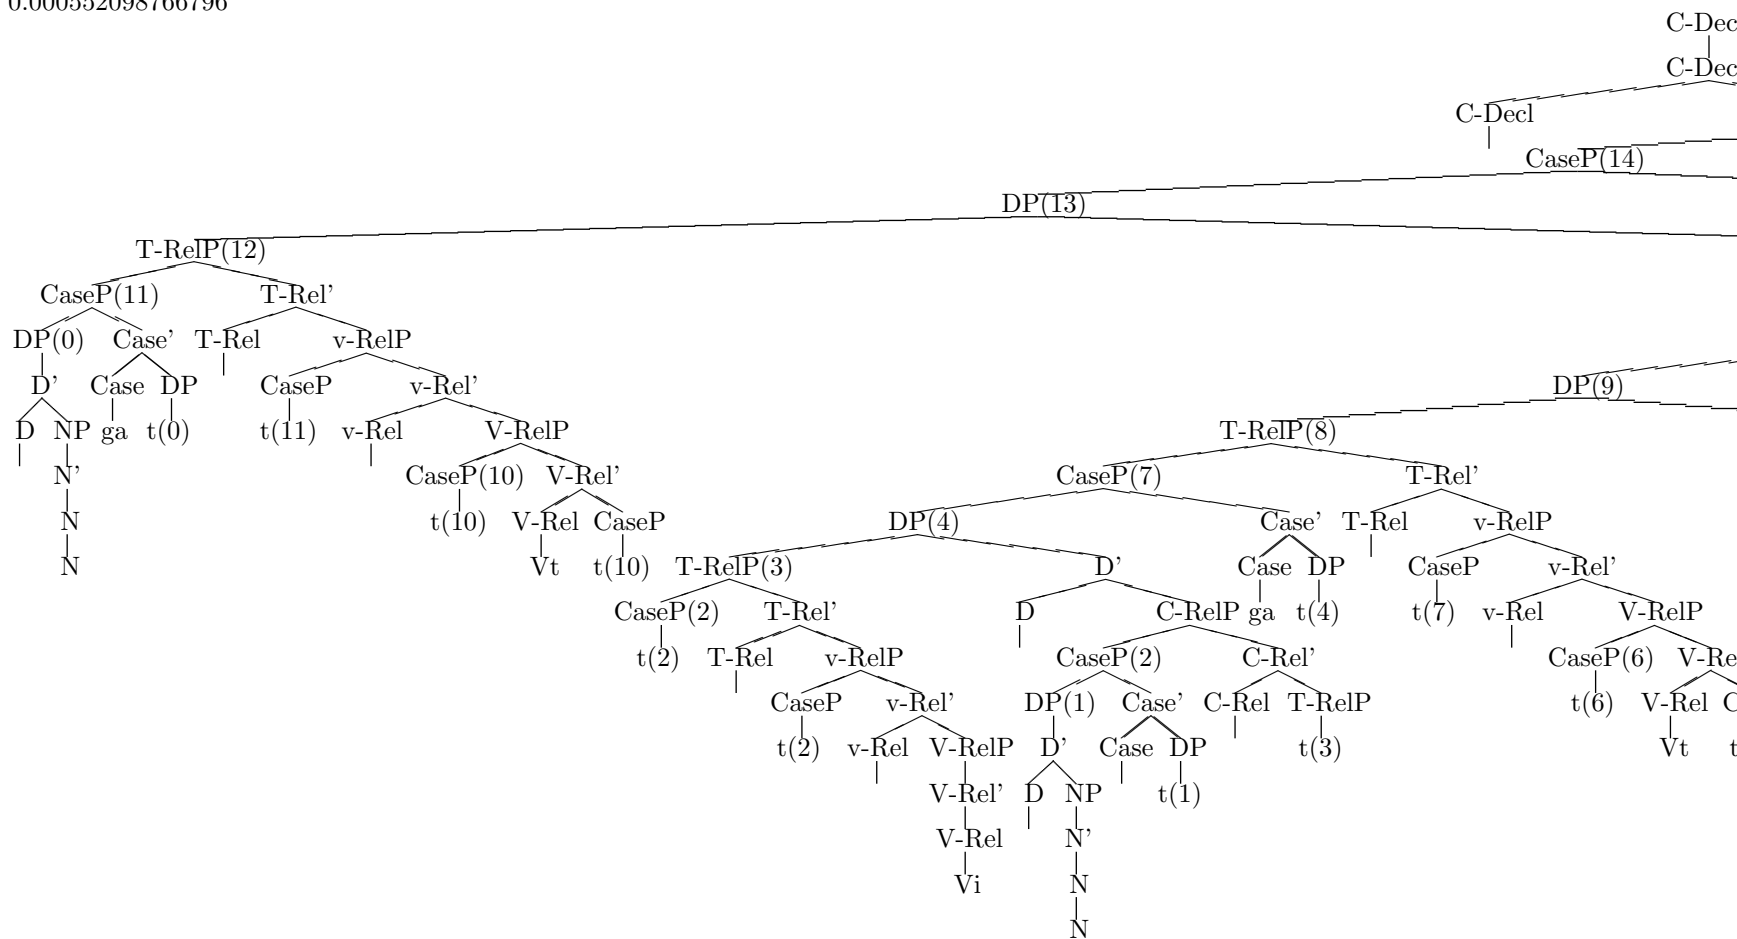 0.000552098766796
C-Dec
C-Dec
C-Decl
CaseP(14)
DP(13)
T-RelP(12)
CaseP(11) T-Rel’
DP(0) Case’ T-Rel v-RelP
D’ Case DP CaseP v-Rel’ DP(9)
D NP ga t(0) t(11) v-Rel V-RelP T-RelP(8)
N’ CaseP(10) V-Rel’ CaseP(7) T-Rel’
N t(10) V-Rel CaseP DP(4) Case’ T-Rel v-RelP
N Vt t(10) T-RelP(3) D’ Case DP CaseP v-Rel’
CaseP(2) T-Rel’ D C-RelP ga t(4) t(7) v-Rel V-RelP
t(2) T-Rel v-RelP CaseP(2) C-Rel’ CaseP(6) V-Re
CaseP v-Rel’ DP(1) Case’ C-Rel T-RelP t(6) V-Rel C
t(2) v-Rel V-RelP D’ Case DP t(3) Vt t
V-Rel’ D NP t(1)
V-Rel N’
Vi N
N